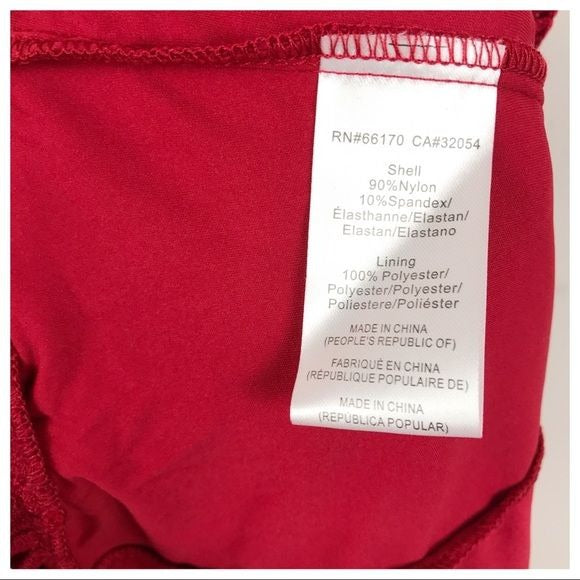 RN#66170 CA#32054
Shell
90%Nylon
10%Spandex/
Élasthanne/Elastan/
Elastan/Elastano
Lining
100% Polyester/
Polyester/Polyester/
Poliestere/Poliéster
MADE IN CHINA
(PEOPLE'S REPUBLIC OF)
FABRIQUÉ EN CHINA
(RÉPUBLIQUE POPULAIRE DE)
MADE IN CHINA
(REPÚBLICA POPULAR)